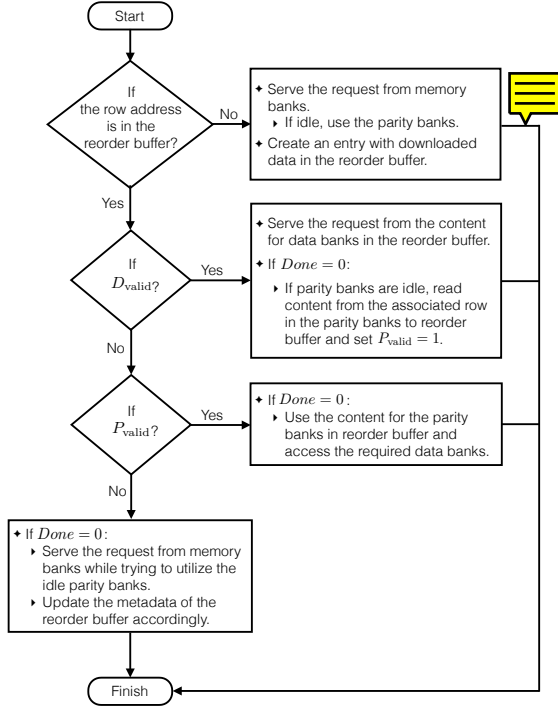 Start
If
the row address
is in the
reorder buffer?
No
✦ Serve the request from memory
banks.
‣ If idle, use the parity banks.
✦ Create an entry with downloaded
data in the reorder buffer.
Yes
If
D_valid?
Yes
✦ Serve the request from the content
for data banks in the reorder buffer.
✦ If Done = 0:
‣ If parity banks are idle, read
content from the associated row
in the parity banks to reorder
buffer and set P_valid = 1.
No
If
P_valid?
Yes
✦ If Done = 0:
‣ Use the content for the parity
banks in reorder buffer and
access the required data banks.
No
✦ If Done = 0:
‣ Serve the request from memory
banks while trying to utilize the
idle parity banks.
‣ Update the metadada of the
reorder buffer accordingly.
Finish